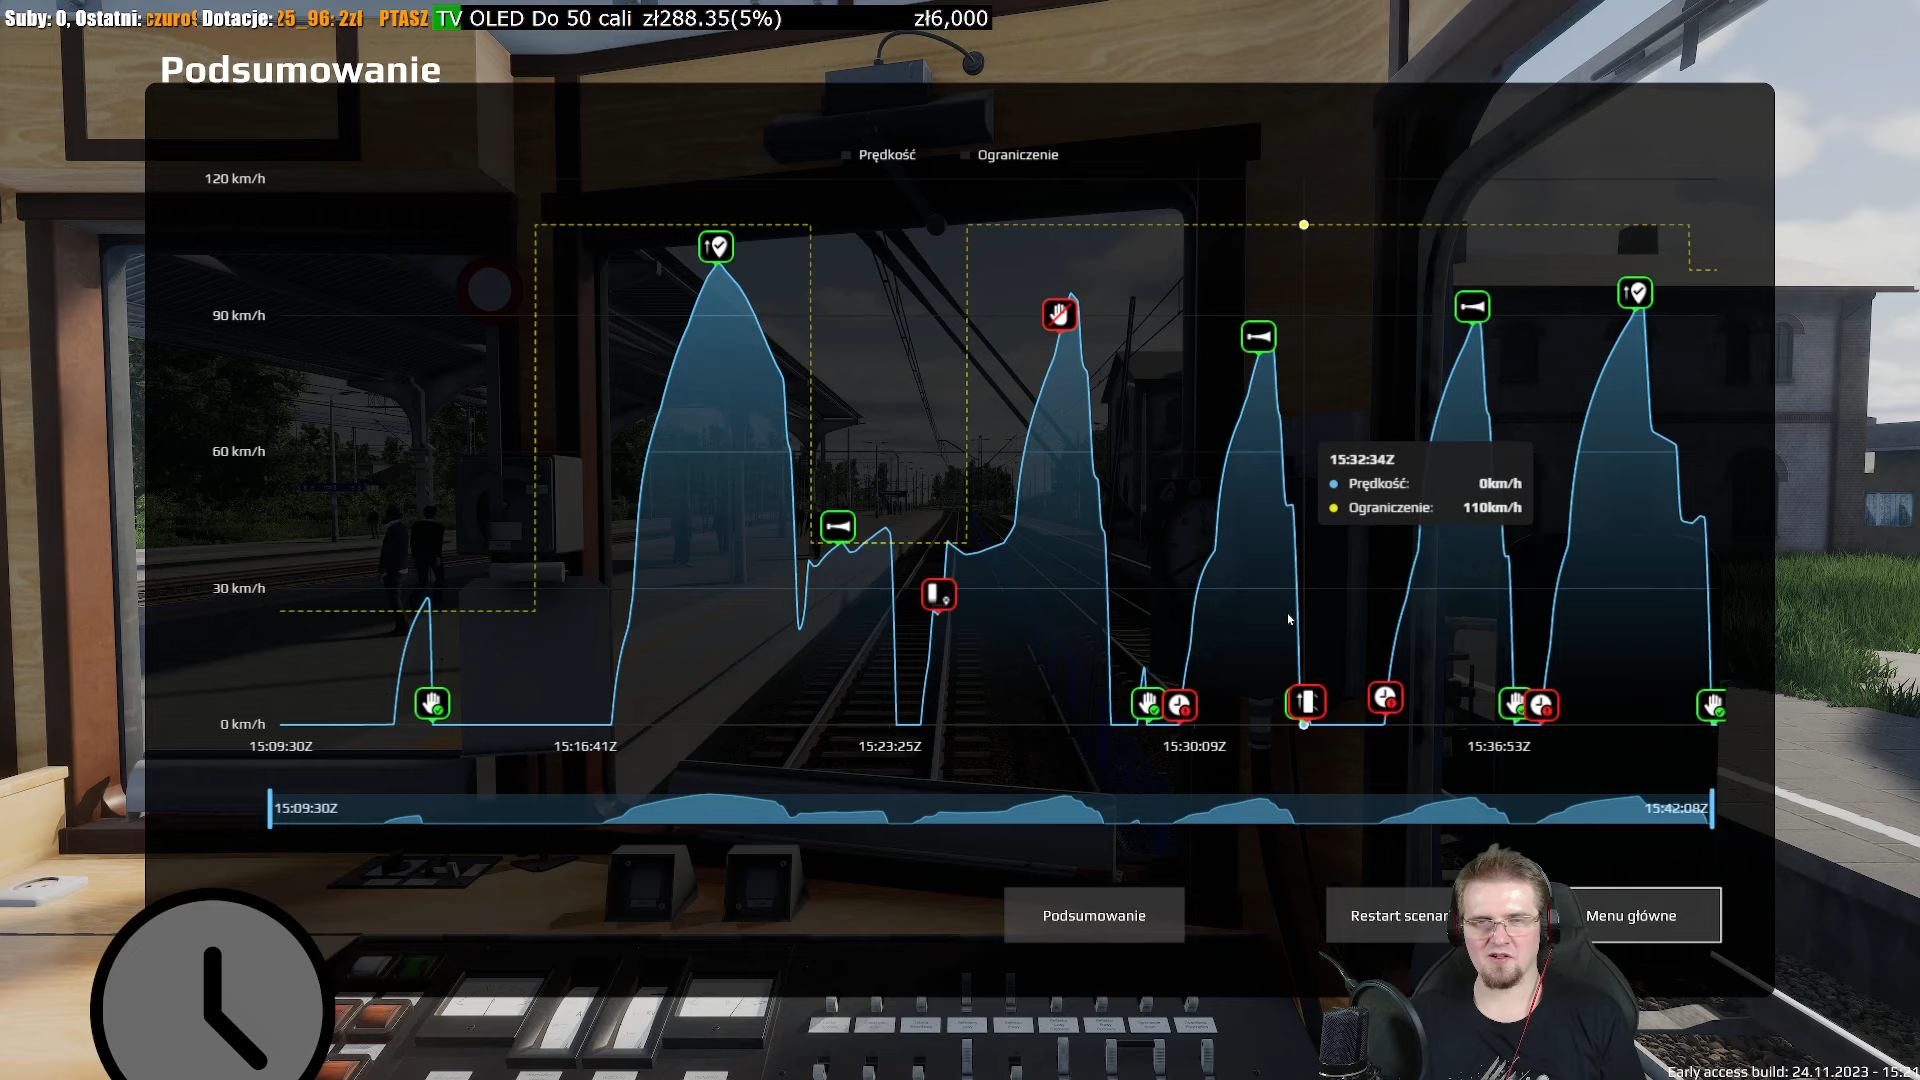 Suby: 0, Ostatni: czuroś Dotacje: 25_96: 2zł PTASZ TV OLED Do 50 cali zł288.35(5%) zł6,000
Podsumowanie
Prędkość Ograniczenie
120 km/h
90 km/h
60 km/h
30 km/h
0 km/h
15:32:34Z
Prędkość: 0km/h
Ograniczenie: 110km/h
15:09:30Z 15:16:41Z 15:23:25Z 15:30:09Z 15:36:53Z
15:09:30Z 15:42:08Z
Podsumowanie Restart scenar Menu główne
Early access build: 24.11.2023 - 15:21